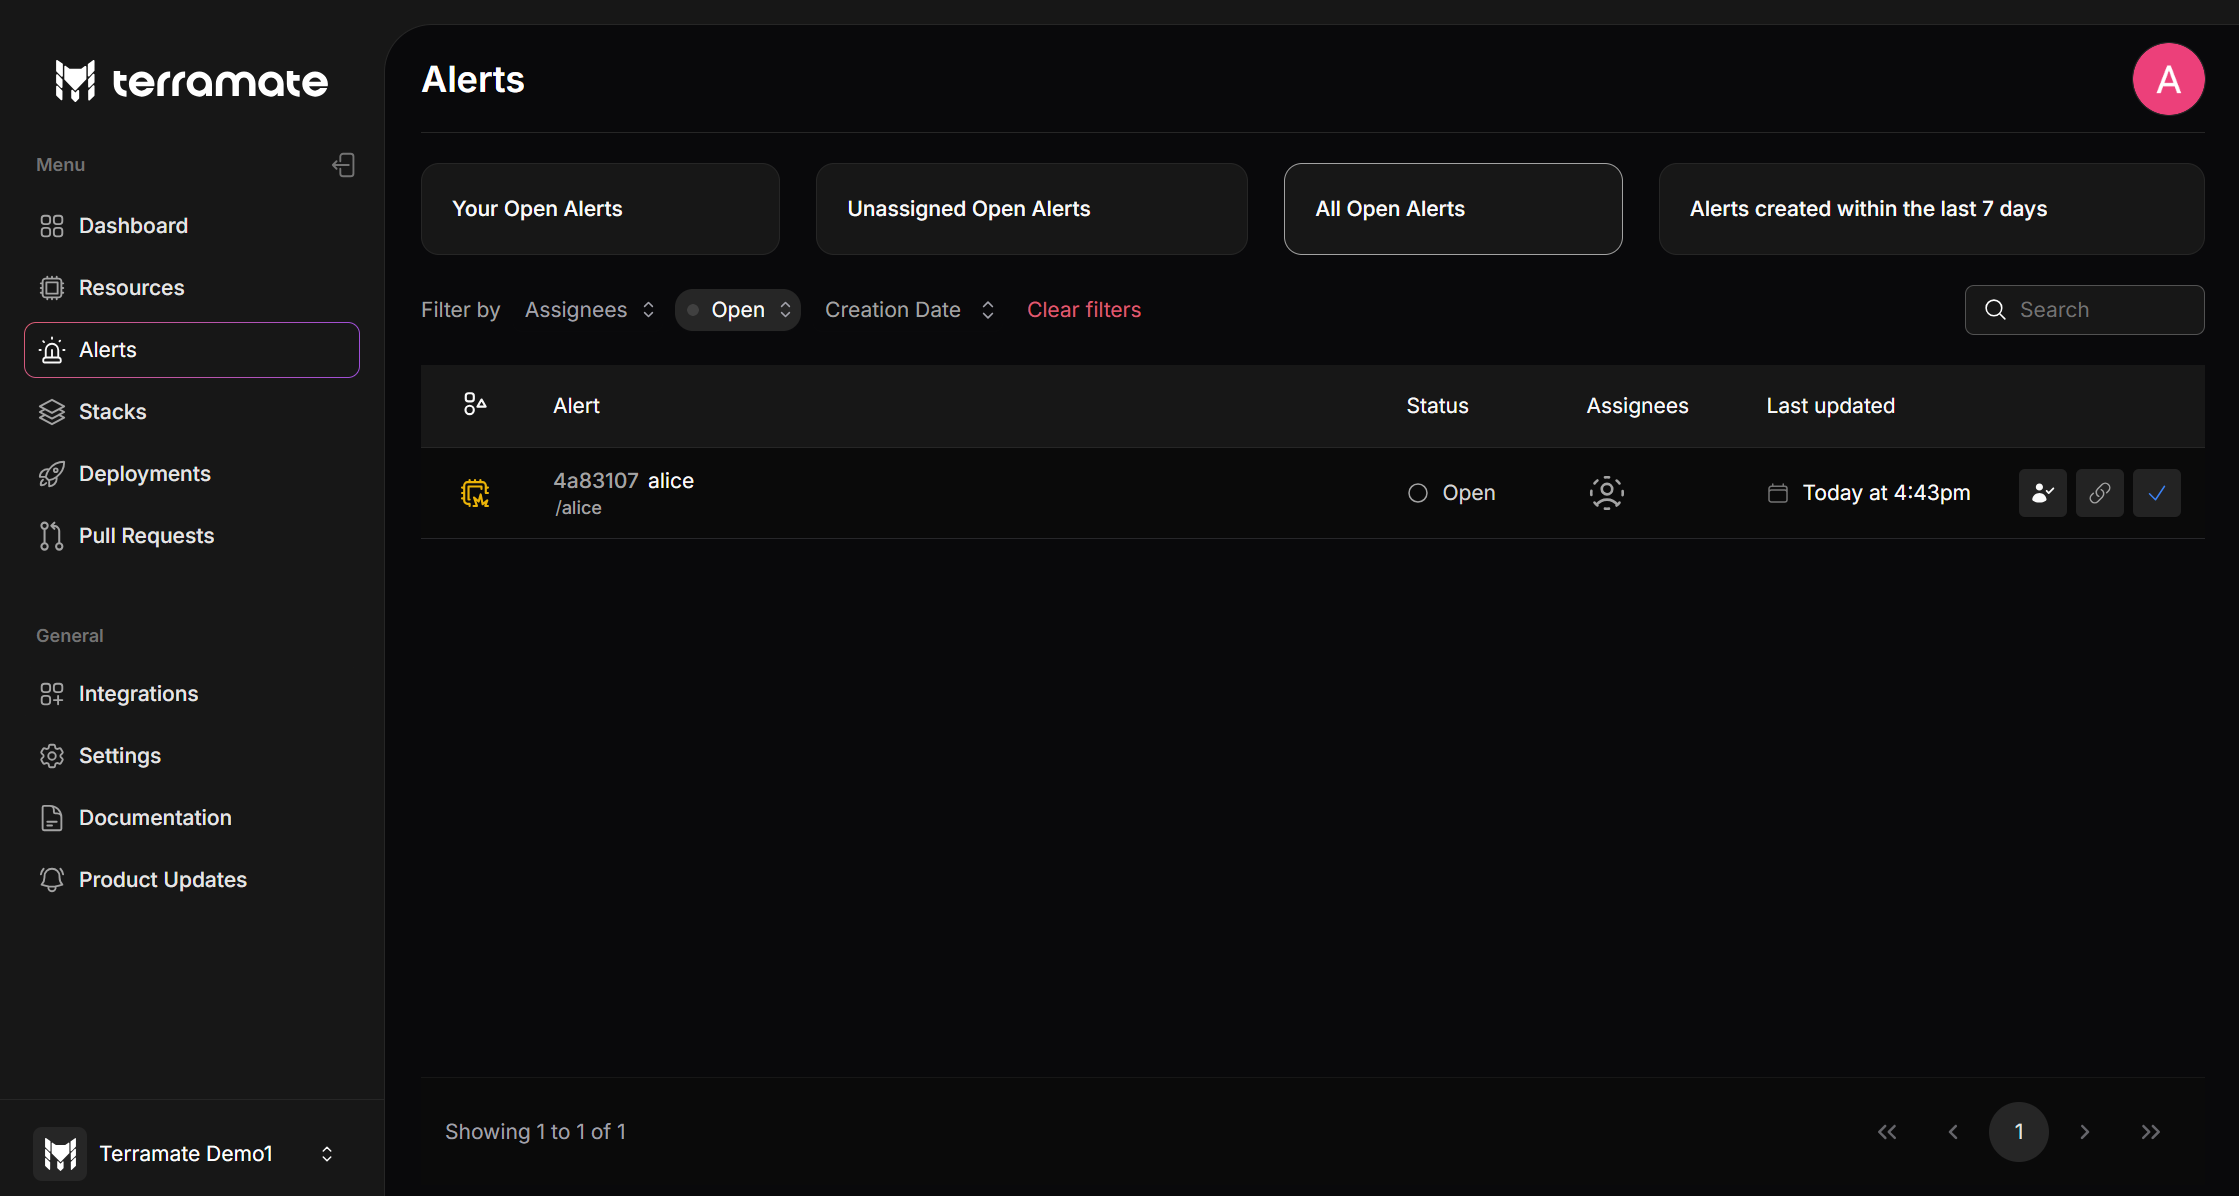 terramate
Menu
Dashboard
Resources
Alerts
Stacks
Deployments
Pull Requests
General
Integrations
Settings
Documentation
Product Updates
Terramate Demo1
Alerts
A
Your Open Alerts
Unassigned Open Alerts
All Open Alerts
Alerts created within the last 7 days
Filter by Assignees Open Creation Date Clear filters
Search
Alert Status Assignees Last updated
4a83107 alice
/alice
Open
Today at 4:43pm
Showing 1 to 1 of 1
1